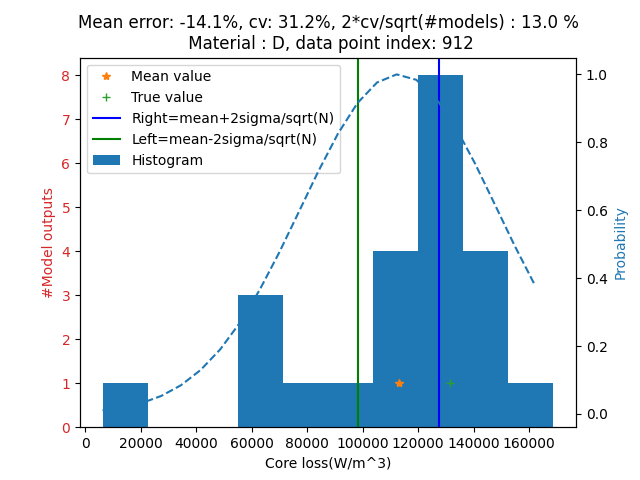 Mean error: -14.1%, cv: 31.2%, 2*cv/sqrt(#models) : 13.0 %
Material : D, data point index: 912
Mean value
True value
Right=mean+2sigma/sqrt(N)
Left=mean-2sigma/sqrt(N)
Histogram
8
7
6
5
4
3
2
1
0
#Model outputs
1.0
0.8
0.6
0.4
0.2
0.0
Probability
0 20000 40000 60000 80000 100000 120000 140000 160000
Core loss(W/m^3)